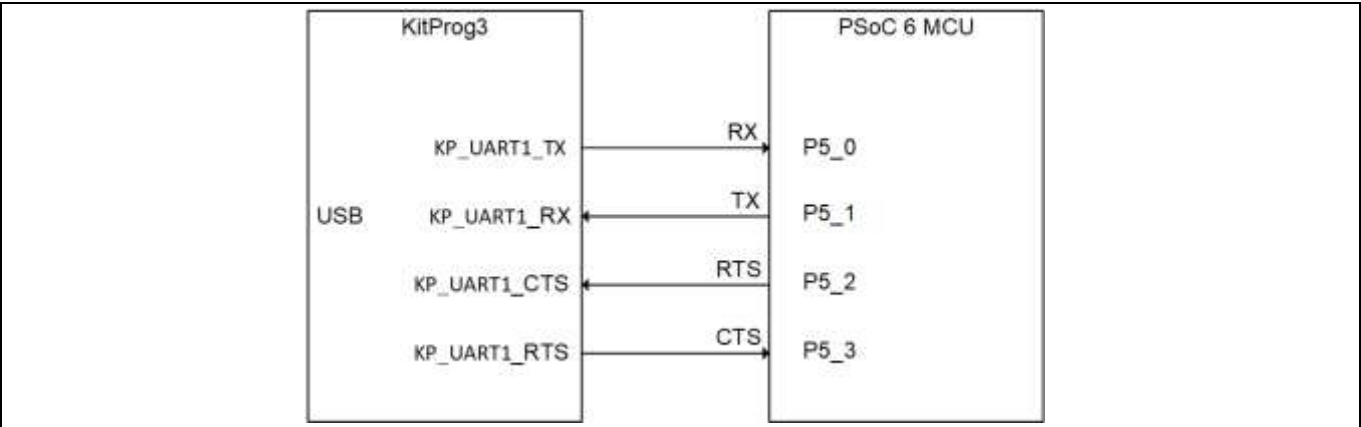 KitProg3
PSoC 6 MCU
KP_UART1_TX
RX
P5_0
USB
KP_UART1_RX
TX
P5_1
KP_UART1_CTS
RTS
P5_2
KP_UART1_RTS
CTS
P5_3